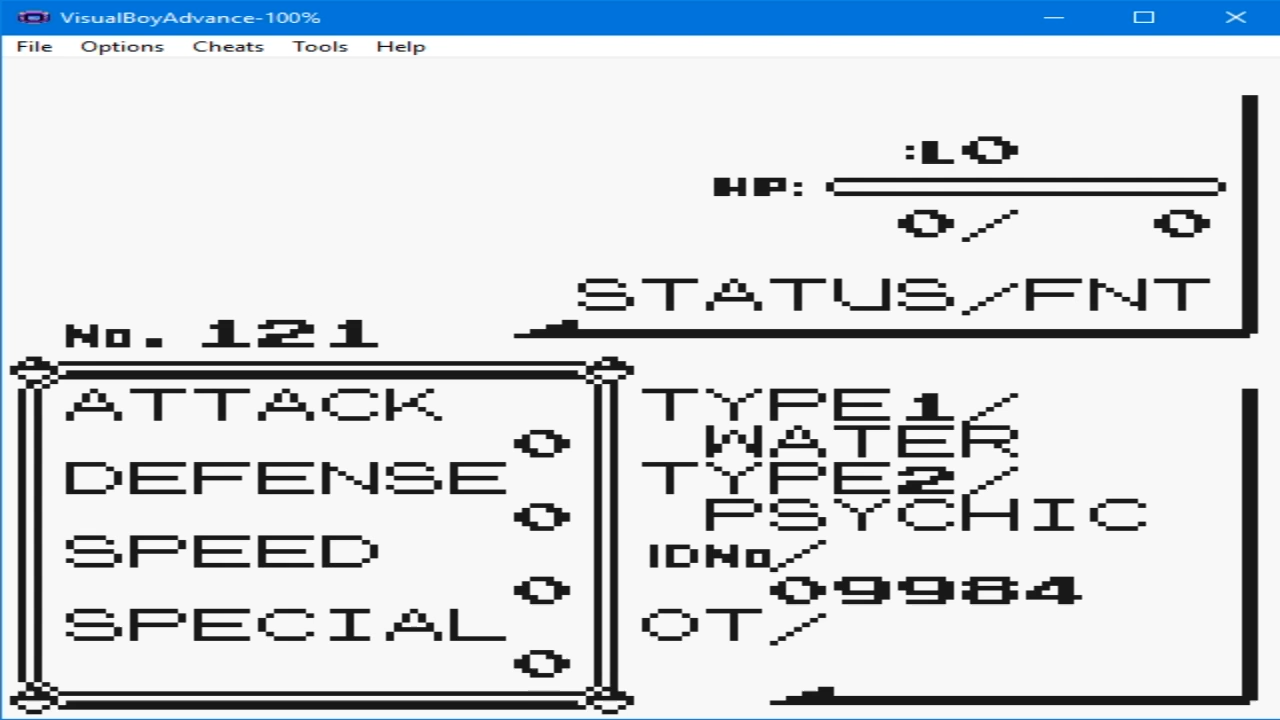 VisualBoyAdvance-100%
File Options Cheats Tools Help
:L0
HP:
0/ 0
STATUS/FNT
No. 121
ATTACK
0
DEFENSE
0
SPEED
0
SPECIAL
0
TYPE1/
WATER
TYPE2/
PSYCHIC
IDNo/
09984
OT/